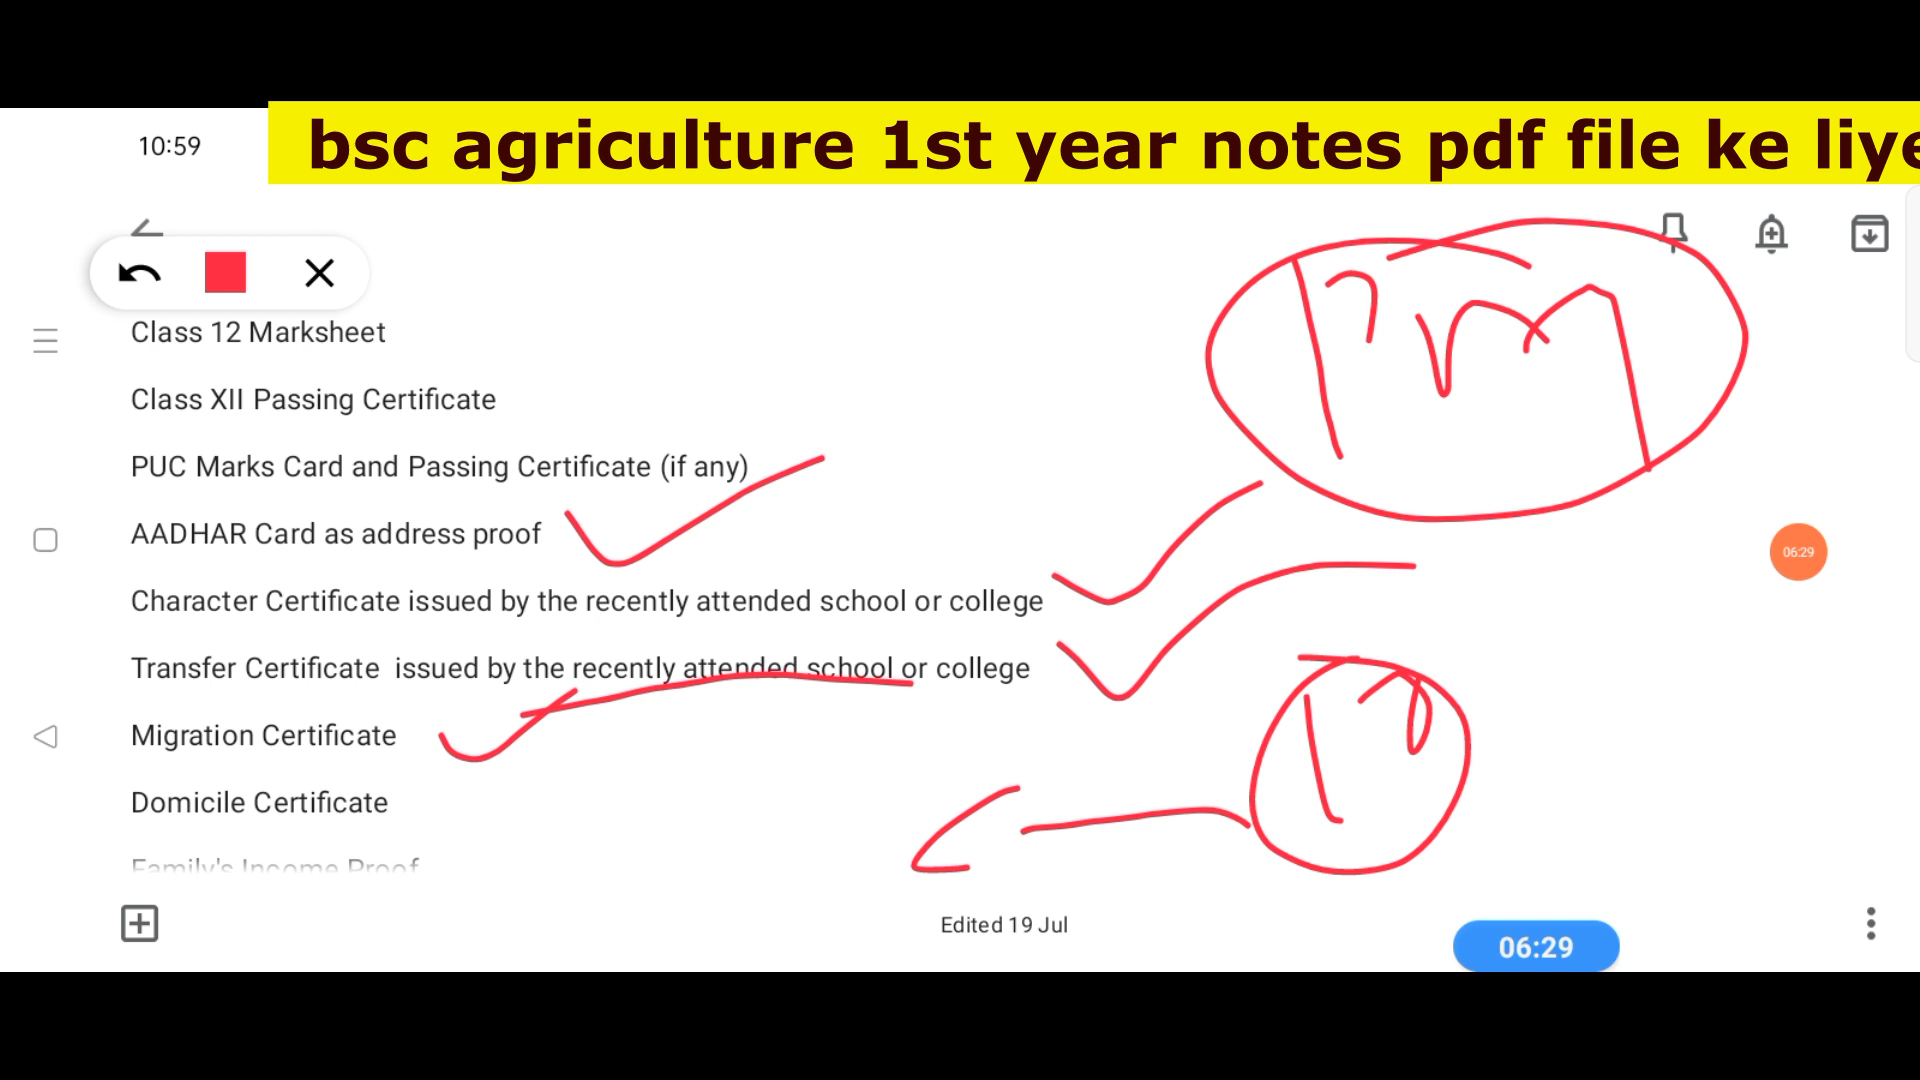 10:59
bsc agriculture 1st year notes pdf file ke liye
Class 12 Marksheet
Class XII Passing Certificate
PUC Marks Card and Passing Certificate (if any)
AADHAR Card as address proof
06:29
Character Certificate issued by the recently attended school or college
Transfer Certificate issued by the recently attended school or college
Migration Certificate
Domicile Certificate
Family's Income Proof
Edited 19 Jul
06:29